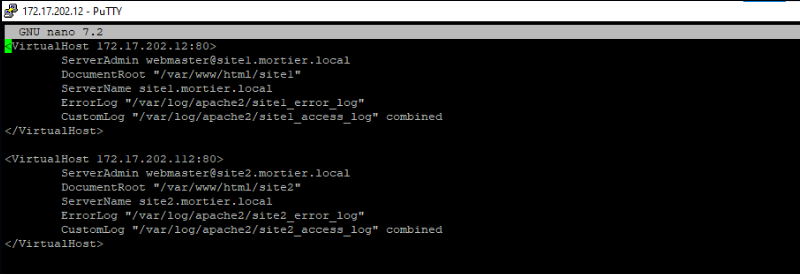 172.17.202.12 - PuTTY
GNU nano 7.2
<VirtualHost 172.17.202.12:80>
ServerAdmin webmaster@site1.mortier.local
DocumentRoot "/var/www/html/site1"
ServerName site1.mortier.local
ErrorLog "/var/log/apache2/site1_error_log"
CustomLog "/var/log/apache2/site1_access_log" combined
</VirtualHost>
<VirtualHost 172.17.202.112:80>
ServerAdmin webmaster@site2.mortier.local
DocumentRoot "/var/www/html/site2"
ServerName site2.mortier.local
ErrorLog "/var/log/apache2/site2_error_log"
CustomLog "/var/log/apache2/site2_access_log" combined
</VirtualHost>